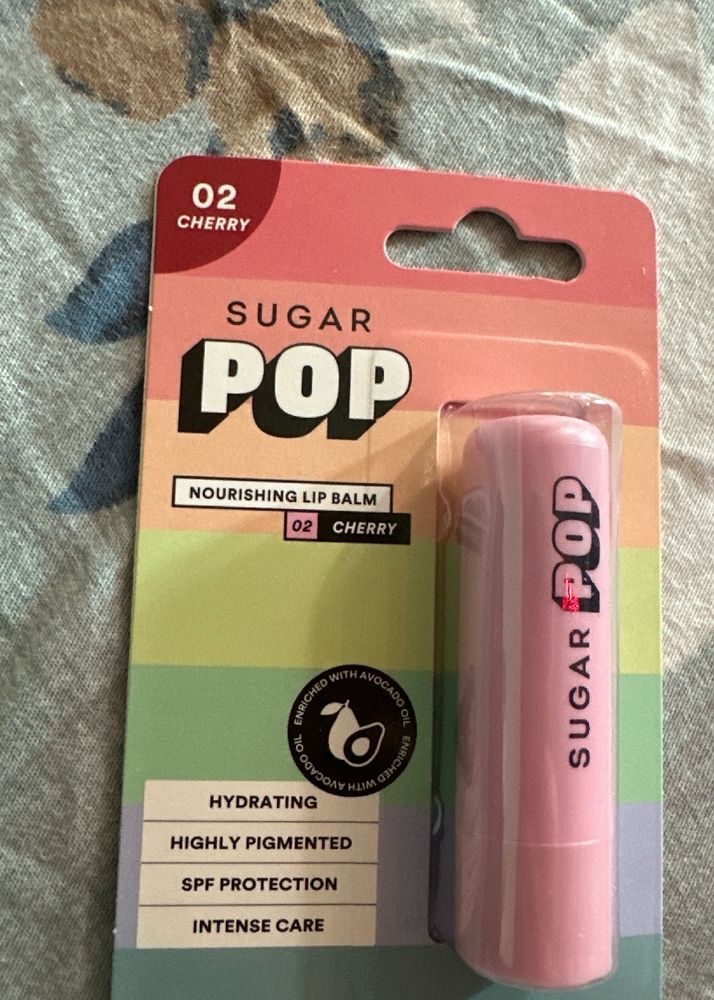 02
CHERRY
SUGAR
POP
NOURISHING LIP BALM
02 CHERRY
ENRICHED WITH AVOCADO OIL
ENRICHED WITH AVOCADO OIL
HYDRATING
HIGHLY PIGMENTED
SPF PROTECTION
INTENSE CARE
SUGAR POP